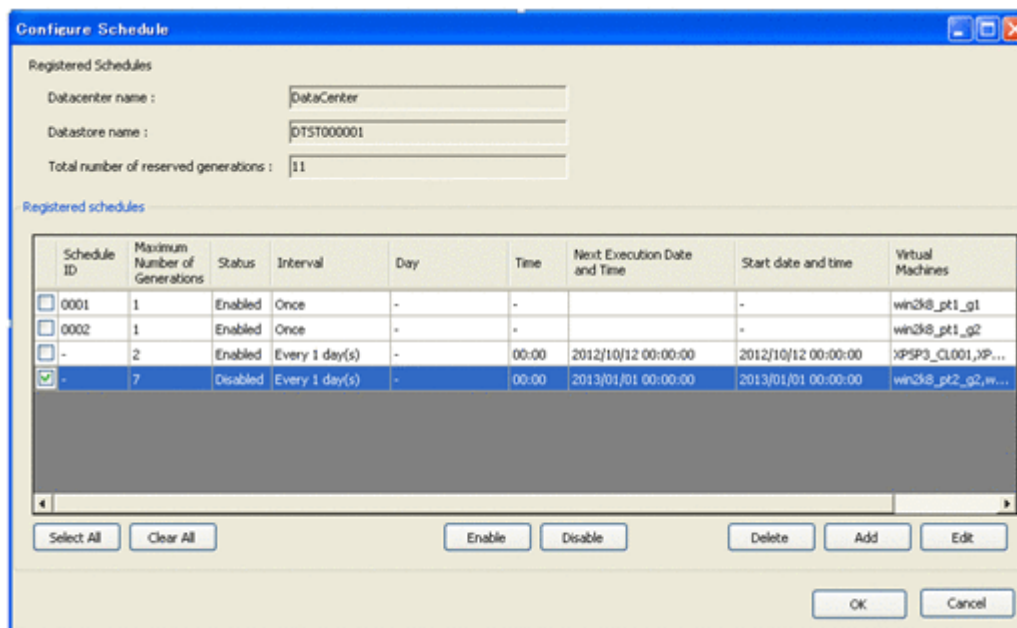 Configure Schedule
Registered Schedules
Datacenter name : DataCenter
Datastore name : DTST000001
Total number of reserved generations : 11
Registered schedules
Schedule ID Maximum Number of Generations Status Interval Day Time Next Execution Date and Time Start date and time Virtual Machines
0001 1 Enabled Once - - - win2k8_pt1_g1
0002 1 Enabled Once - - - win2k8_pt1_g2
- 2 Enabled Every 1 day(s) - 00:00 2012/10/12 00:00:00 2012/10/12 00:00:00 XPSP3_CL001,XP...
- 7 Disabled Every 1 day(s) - 00:00 2013/01/01 00:00:00 2013/01/01 00:00:00 win2k8_pt2_g2,w...
Select All Clear All Enable Disable Delete Add Edit
OK Cancel